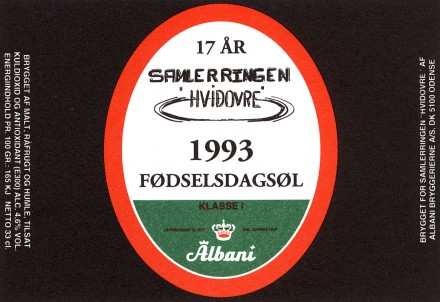 BRYGGET AF MALT, RAFFRUGT OG HUMLE, TILSAT
KULDIOXID OG ANTIOXIDANT (E300) ALC. 4,6% VOL.
ENERGIINDHOLD PR. 100 GR.: 165 KJ NETTO 33 cl.
17 ÅR
SAMLERRINGEN
"HVIDOVRE"
1993
FØDSELSDAGSØL
KLASSE I
Albani
BRYGGET FOR SAMLERRINGEN "HVIDOVRE" AF
ALBANI BRYGGERIERNE A/S, DK 5100 ODENSE